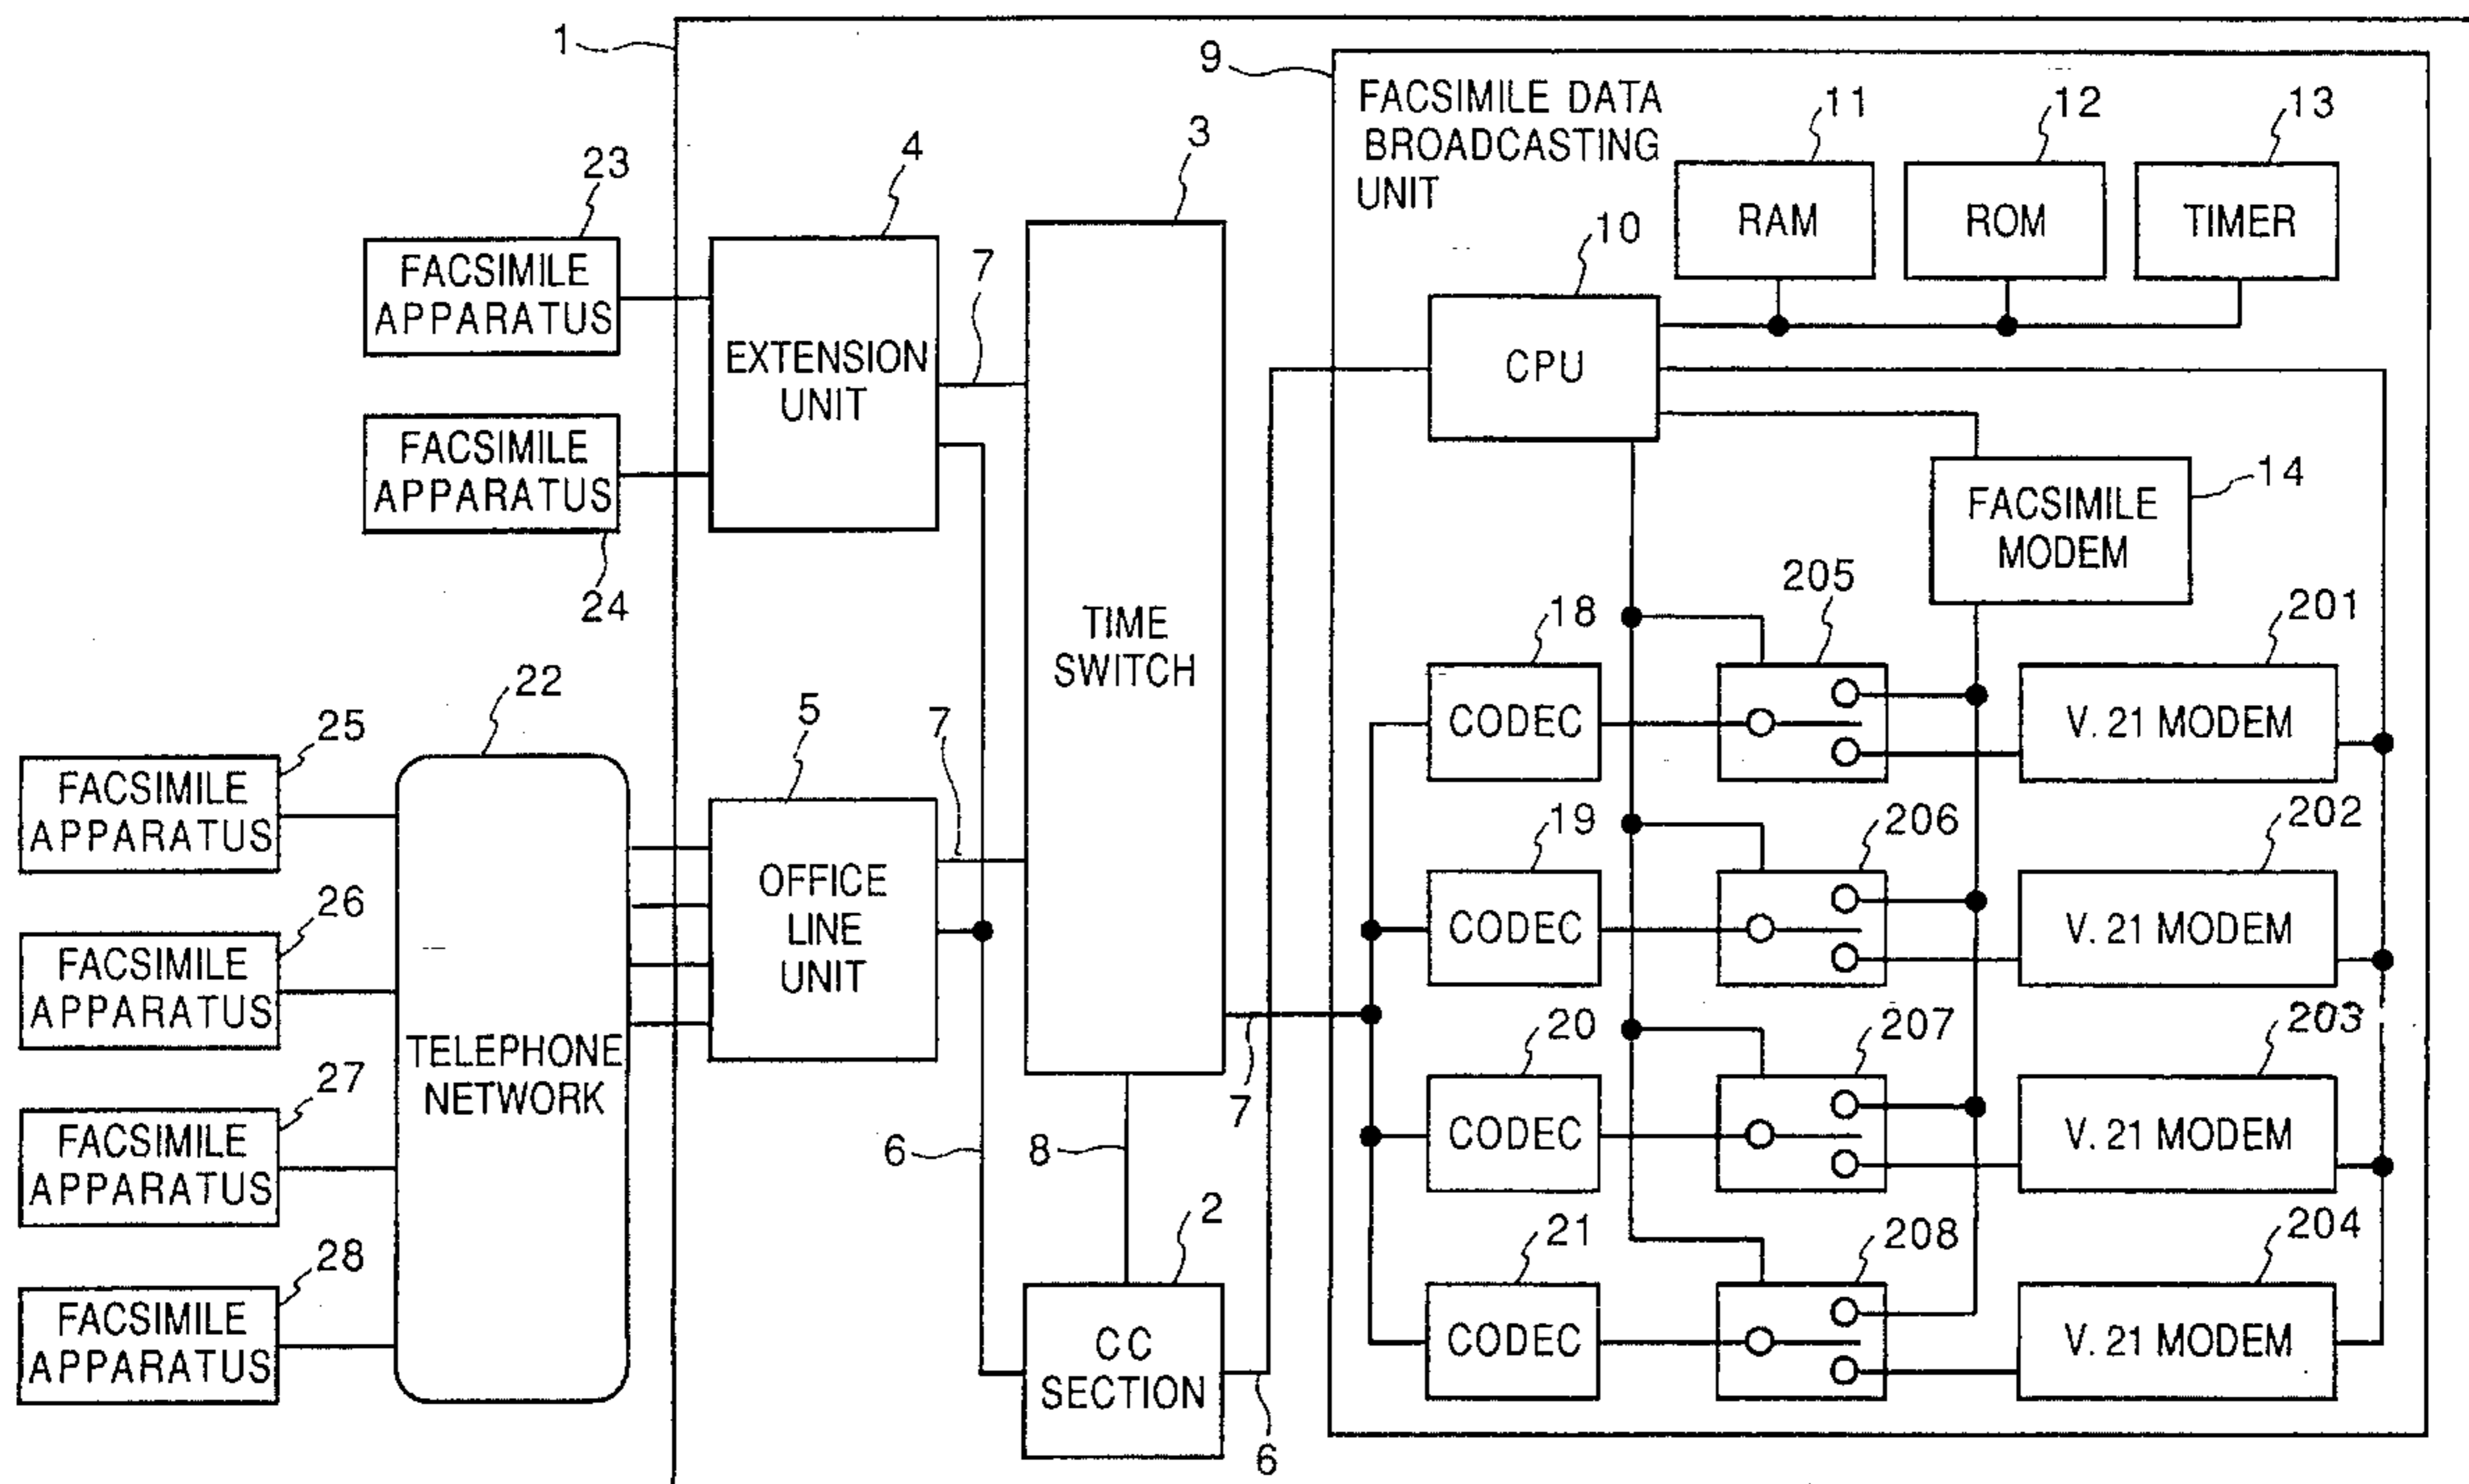 1
9
FACSIMILE DATA
BROADCASTING
UNIT
11
12
13
RAM
ROM
TIMER
10
CPU
3
4
23
FACSIMILE
APPARATUS
EXTENSION
UNIT
7
FACSIMILE
APPARATUS
24
TIME
SWITCH
14
FACSIMILE
MODEM
22
5
7
25
FACSIMILE
APPARATUS
26
FACSIMILE
APPARATUS
27
FACSIMILE
APPARATUS
28
FACSIMILE
APPARATUS
TELEPHONE
NETWORK
OFFICE
LINE
UNIT
6
8
7
2
CC
SECTION
6
18
CODEC
205
201
V. 21 MODEM
19
CODEC
206
202
V. 21 MODEM
20
CODEC
207
203
V. 21 MODEM
21
CODEC
208
204
V. 21 MODEM